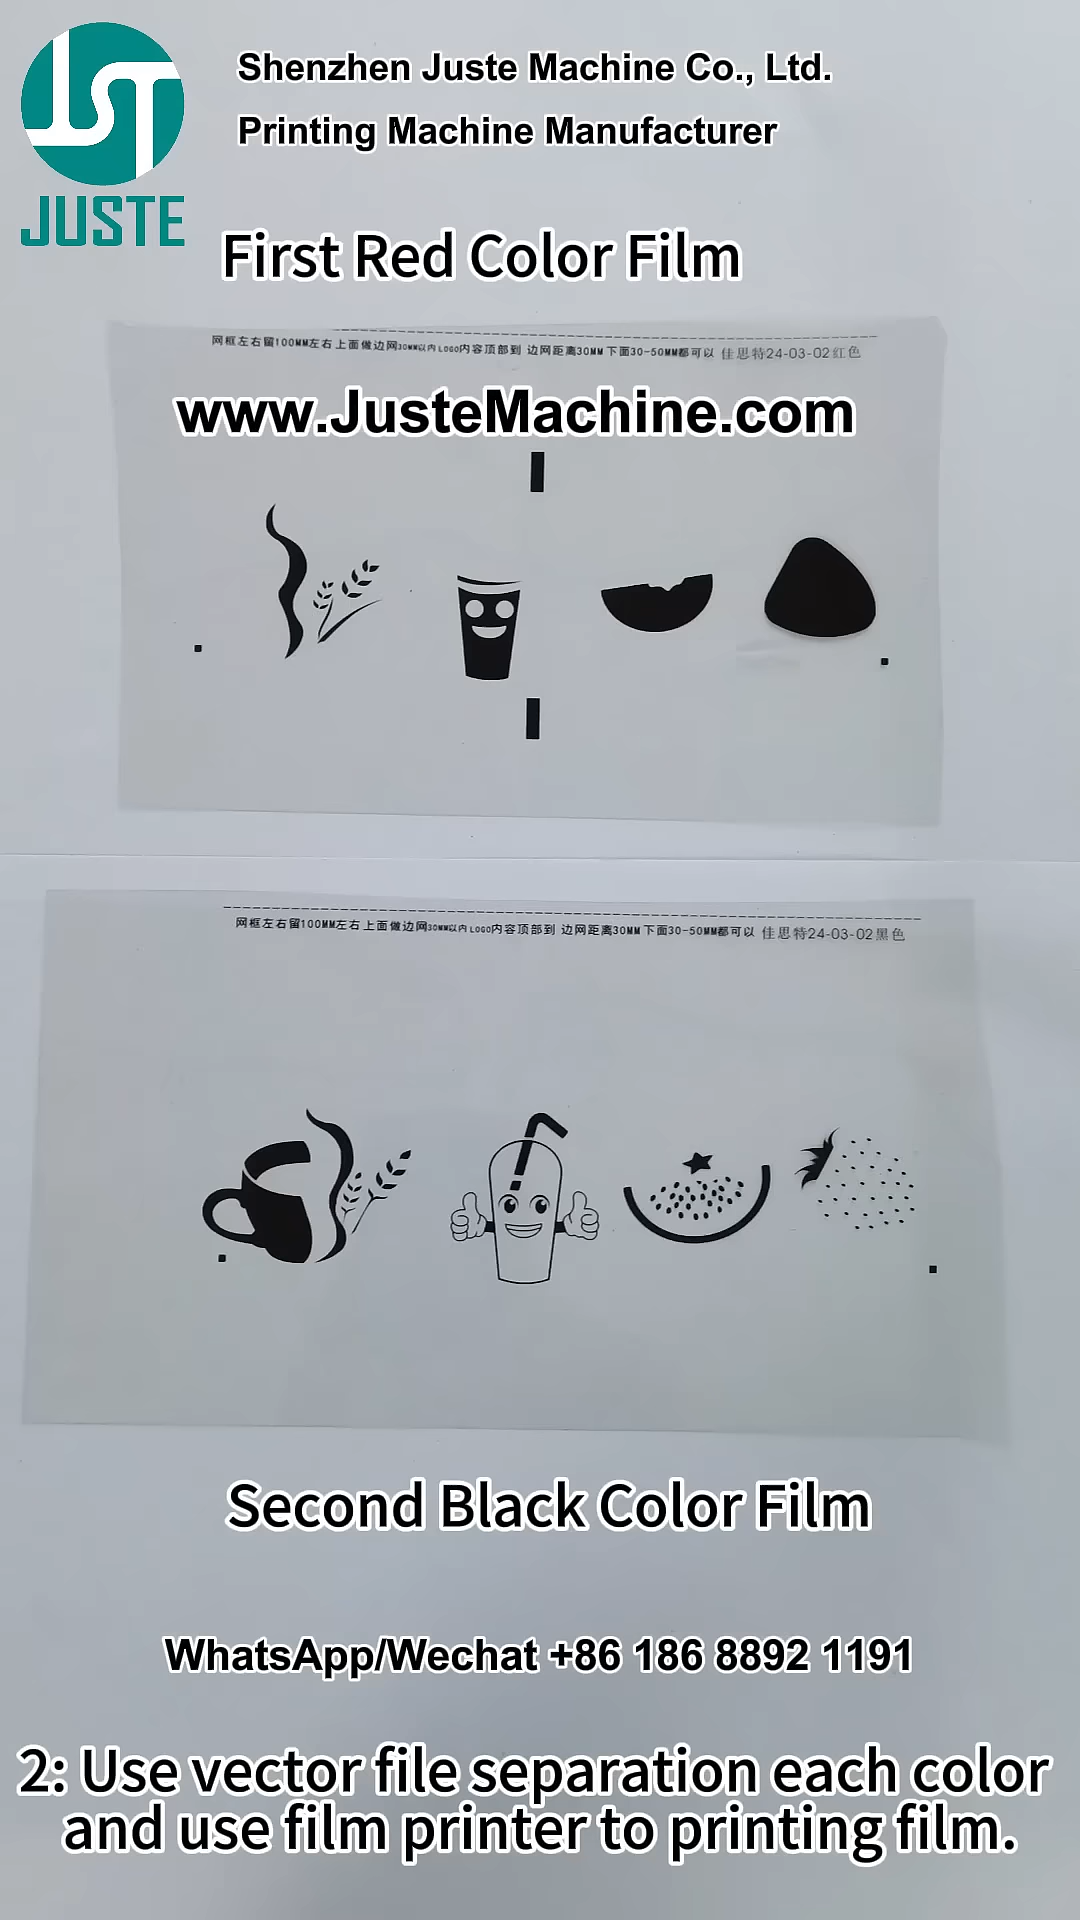 JUSTE
Shenzhen Juste Machine Co., Ltd.
Printing Machine Manufacturer
First Red Color Film
网框左右留100MM左右 上面做边网30MM以内 LOGO内容顶部到 边网距离30MM 下面30-50MM都可以 佳思特24-03-02红色
www.JusteMachine.com
网框左右留100MM左右 上面做边网30MM以内 LOGO内容顶部到 边网距离30MM 下面30-50MM都可以 佳思特24-03-02黑色
Second Black Color Film
WhatsApp/Wechat +86 186 8892 1191
2: Use vector file separation each color
and use film printer to printing film.